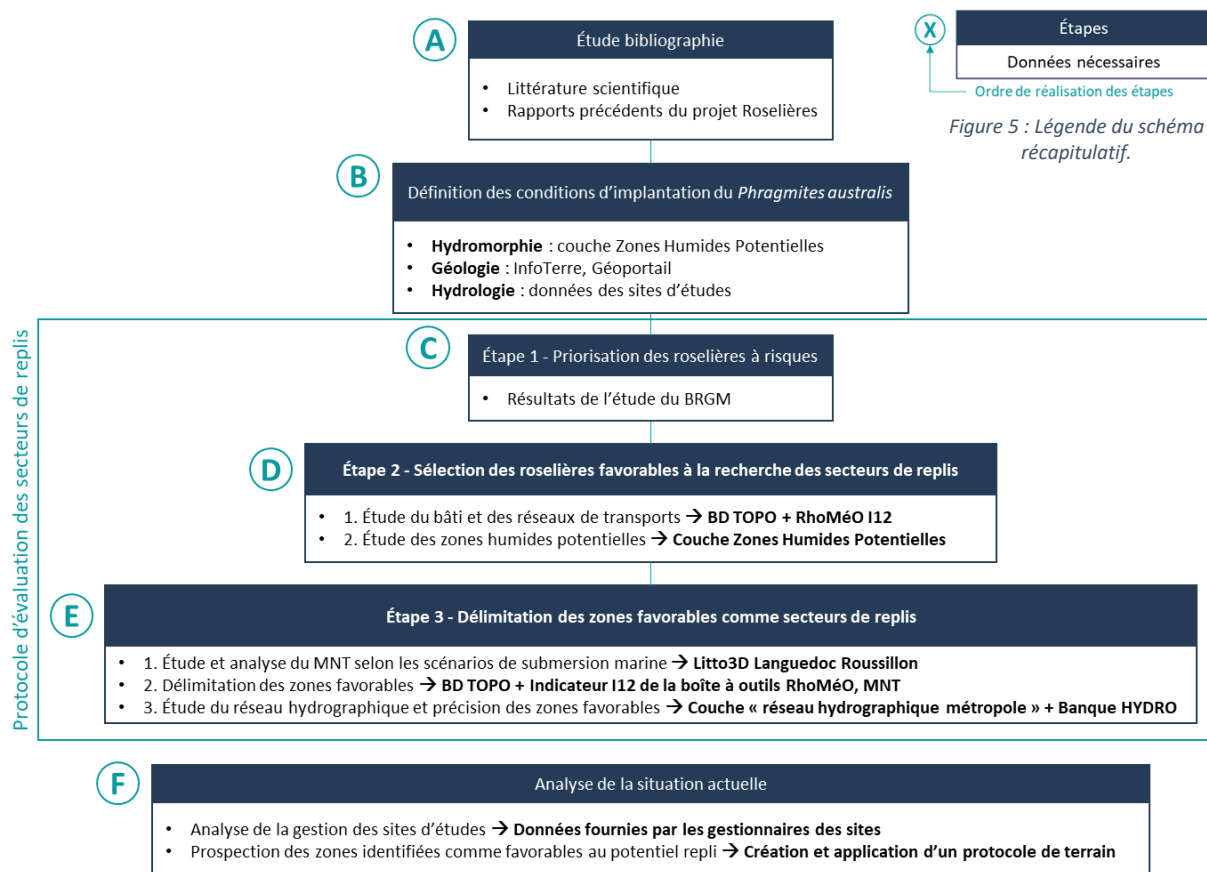 A
Étude bibliographie
• Littérature scientifique
• Rapports précédents du projet Roselières
X
Étapes
Données nécessaires
Ordre de réalisation des étapes
Figure 5 : Légende du schéma
récapitulatif.
B
Définition des conditions d'implantation du Phragmites australis
• Hydromorphie : couche Zones Humides Potentielles
• Géologie : InfoTerre, Géoportail
• Hydrologie : données des sites d'études
Protocole d'évaluation des secteurs de replis
C
Étape 1 - Priorisation des roselières à risques
• Résultats de l'étude du BRGM
D
Étape 2 - Sélection des roselières favorables à la recherche des secteurs de replis
• 1. Étude du bâti et des réseaux de transports → BD TOPO + RhoMéO I12
• 2. Étude des zones humides potentielles → Couche Zones Humides Potentielles
E
Étape 3 - Délimitation des zones favorables comme secteurs de replis
• 1. Étude et analyse du MNT selon les scénarios de submersion marine → Litto3D Languedoc Roussillon
• 2. Délimitation des zones favorables → BD TOPO + Indicateur I12 de la boîte à outils RhoMéO, MNT
• 3. Étude du réseau hydrographique et précision des zones favorables → Couche « réseau hydrographique métropole » + Banque HYDRO
F
Analyse de la situation actuelle
• Analyse de la gestion des sites d'études → Données fournies par les gestionnaires des sites
• Prospection des zones identifiées comme favorables au potentiel repli → Création et application d'un protocole de terrain